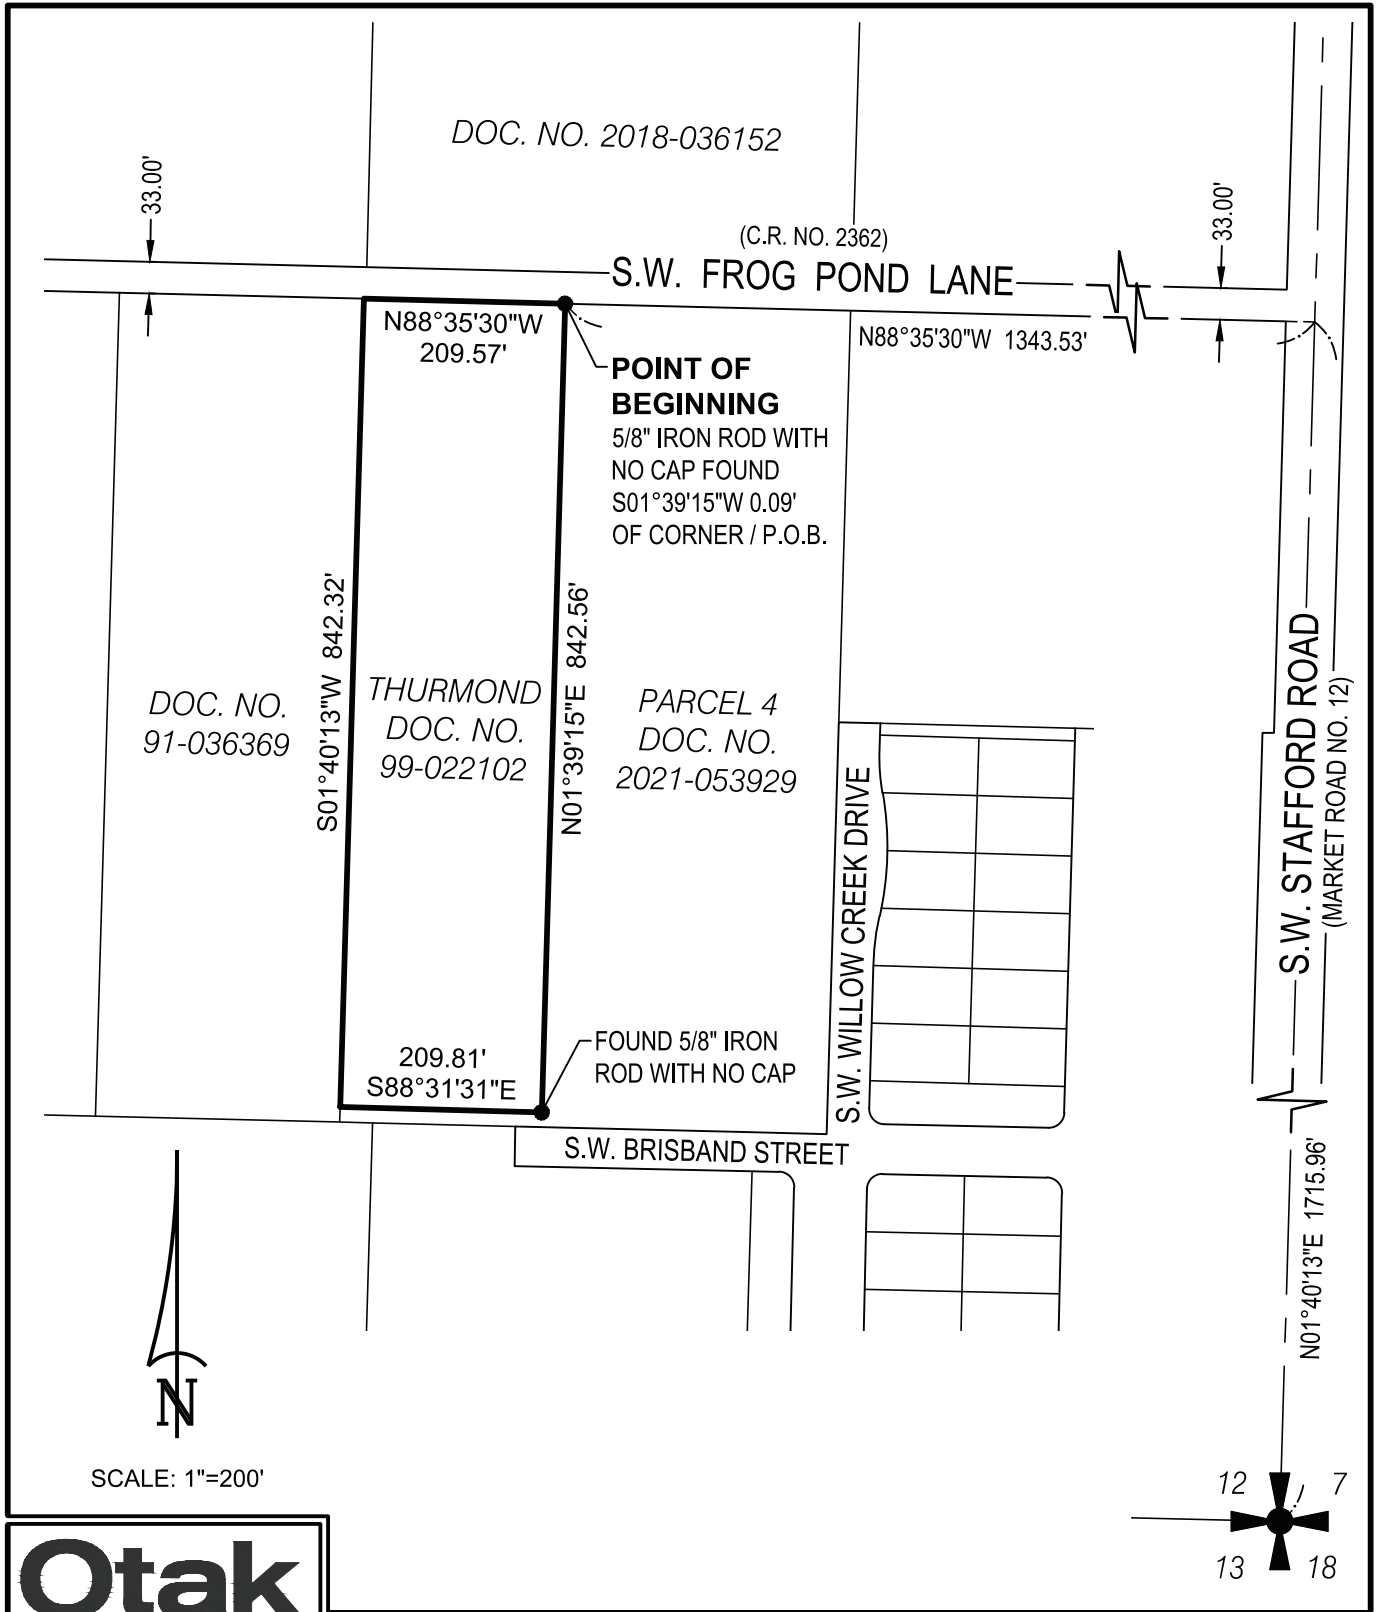 DOC. NO. 2018-036152
33.00'
33.00'
(C.R. NO. 2362)
S.W. FROG POND LANE
N88°35'30"W
209.57'
N88°35'30"W 1343.53'
POINT OF
BEGINNING
5/8" IRON ROD WITH
NO CAP FOUND
S01°39'15"W 0.09'
OF CORNER / P.O.B.
S01°40'13"W 842.32'
N01°39'15"E 842.56'
DOC. NO.
91-036369
THURMOND
DOC. NO.
99-022102
PARCEL 4
DOC. NO.
2021-053929
S.W. WILLOW CREEK DRIVE
S.W. STAFFORD ROAD
(MARKET ROAD NO. 12)
209.81'
S88°31'31"E
FOUND 5/8" IRON
ROD WITH NO CAP
S.W. BRISBAND STREET
N01°40'13"E 1715.96'
N
SCALE: 1"=200'
12 7
13 18
Otak